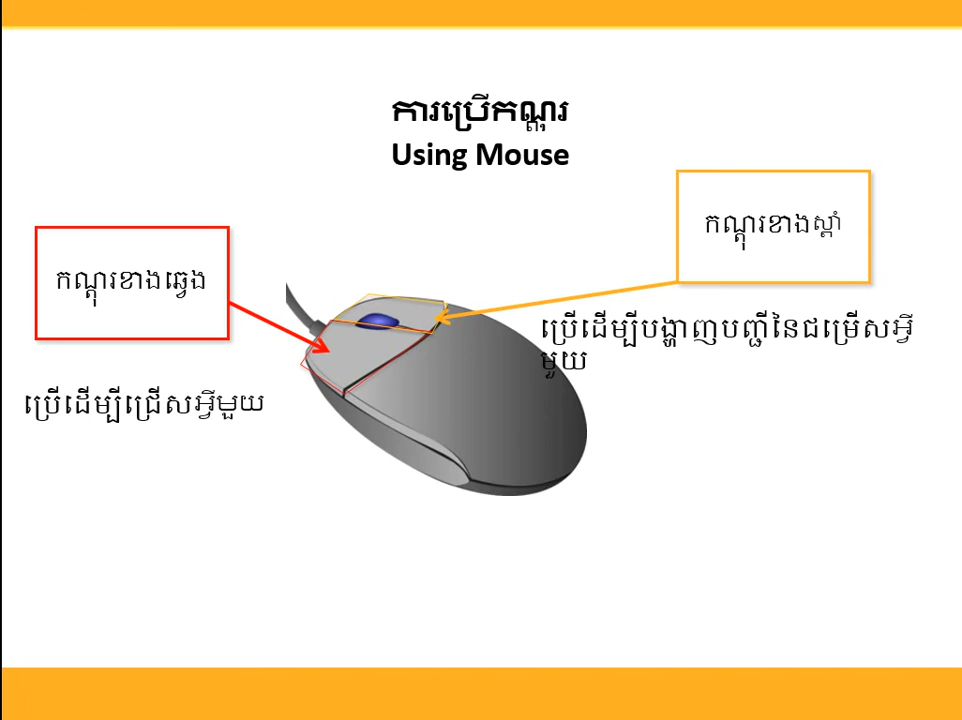 ការប្រើកណ្ដុរ
Using Mouse
កណ្ដុរខាងស្ដាំ
កណ្ដុរខាងឆ្វេង
ប្រើដើម្បីបង្ហាញបញ្ជីនៃជម្រើសអ្វី
មួយ
ប្រើដើម្បីជ្រើសអ្វីមួយ